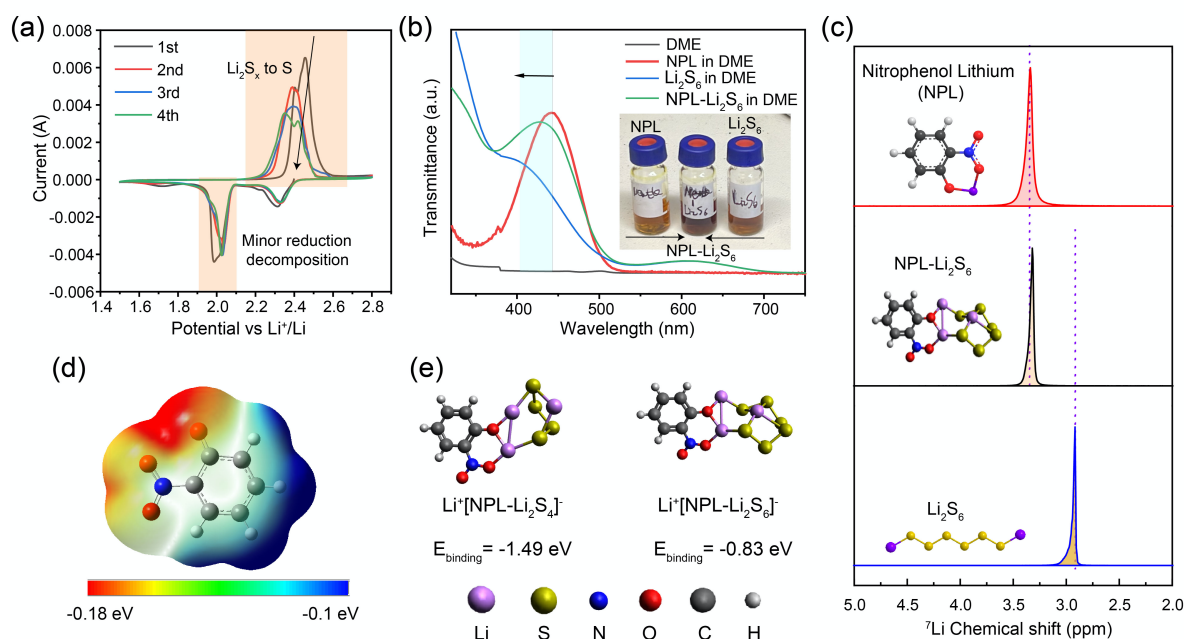 (a)
0.008
0.006
0.004
0.002
0.000
-0.002
-0.004
-0.006
Current (A)
1st
2nd
3rd
4th
Li₂Sₓ to S
Minor reduction
decomposition
1.4 1.6 1.8 2.0 2.2 2.4 2.6 2.8
Potential vs Li⁺/Li
(b)
Transmittance (a.u.)
DME
NPL in DME
Li₂S₆ in DME
NPL-Li₂S₆ in DME
NPL
Li₂S₆
Li₂S₆
Li₂S₆
NPL-Li₂S₆
400 500 600 700
Wavelength (nm)
(c)
Nitrophenol Lithium
(NPL)
NPL-Li₂S₆
Li₂S₆
5.0 4.5 4.0 3.5 3.0 2.5 2.0
⁷Li Chemical shift (ppm)
(d)
-0.18 eV
-0.1 eV
(e)
Li⁺[NPL-Li₂S₄]⁻
Li⁺[NPL-Li₂S₆]⁻
E_binding= -1.49 eV
E_binding= -0.83 eV
Li S N O C H